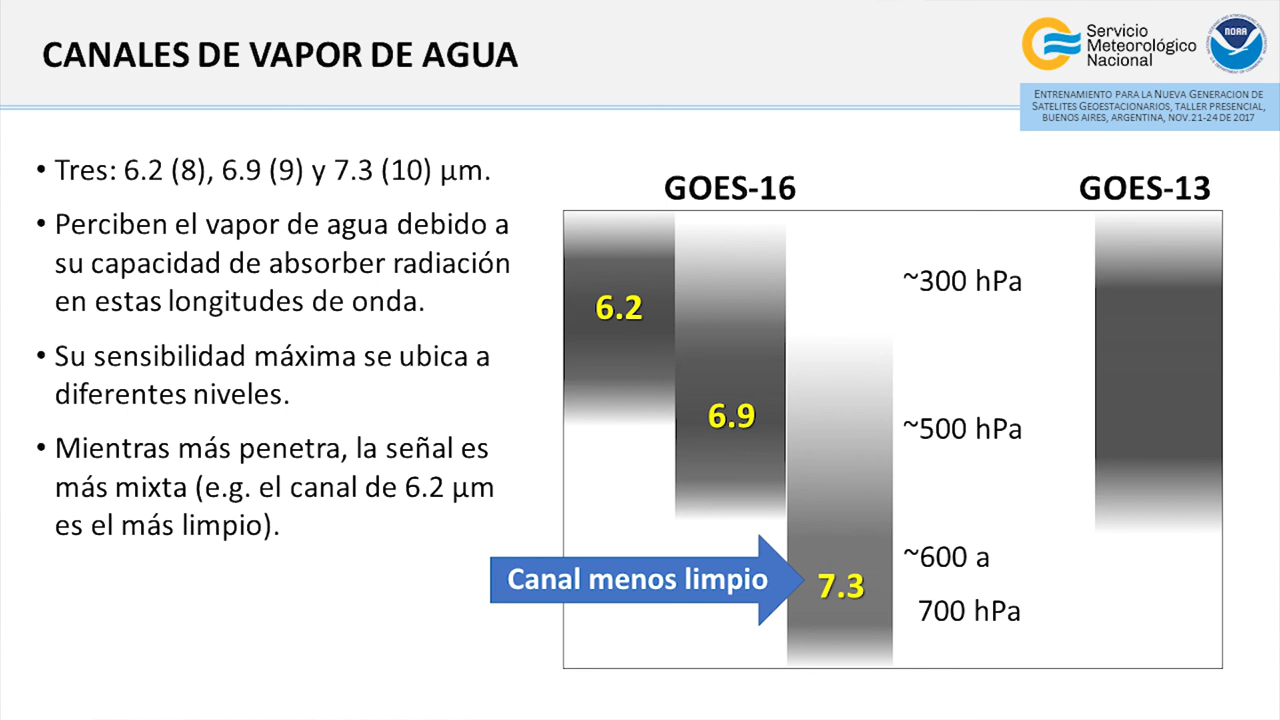 CANALES DE VAPOR DE AGUA
Servicio
Meteorológico
Nacional
NOAA
ENTRENAMIENTO PARA LA NUEVA GENERACION DE
SATELITES GEOESTACIONARIOS, TALLER PRESENCIAL,
BUENOS AIRES, ARGENTINA, NOV.21-24 DE 2017
• Tres: 6.2 (8), 6.9 (9) y 7.3 (10) µm.
• Perciben el vapor de agua debido a
su capacidad de absorber radiación
en estas longitudes de onda.
• Su sensibilidad máxima se ubica a
diferentes niveles.
• Mientras más penetra, la señal es
más mixta (e.g. el canal de 6.2 µm
es el más limpio).
GOES-16
GOES-13
6.2
6.9
7.3
~300 hPa
~500 hPa
~600 a
700 hPa
Canal menos limpio